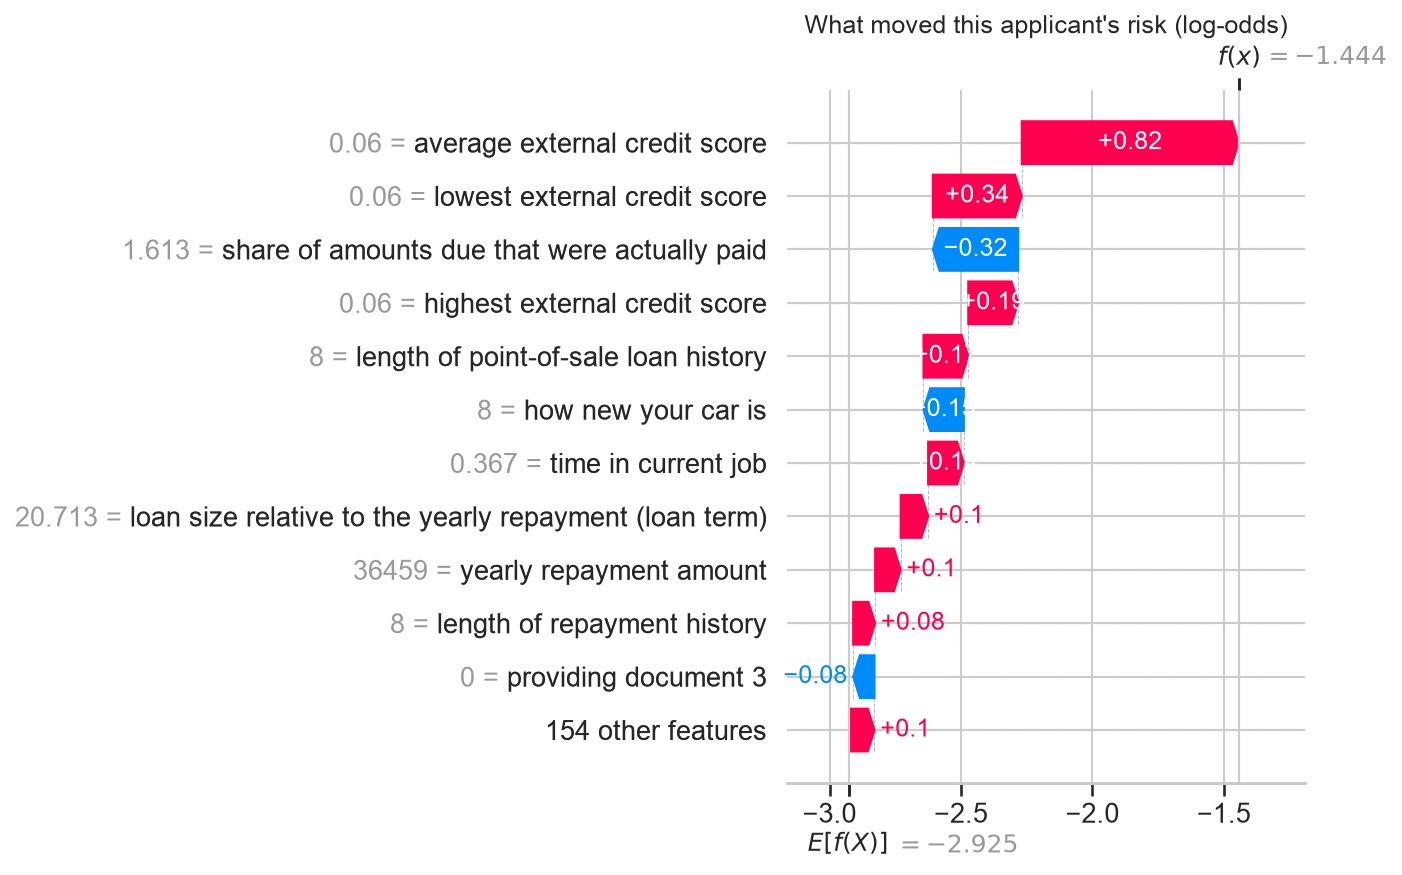 What moved this applicant's risk (log-odds)
f(x) = −1.444
0.06 = average external credit score +0.82
0.06 = lowest external credit score +0.34
1.613 = share of amounts due that were actually paid −0.32
0.06 = highest external credit score +0.19
8 = length of point-of-sale loan history
8 = how new your car is
0.367 = time in current job
20.713 = loan size relative to the yearly repayment (loan term) +0.1
36459 = yearly repayment amount +0.1
8 = length of repayment history +0.08
0 = providing document 3 −0.08
154 other features +0.1
−3.0 −2.5 −2.0 −1.5
E[f(X)] = −2.925